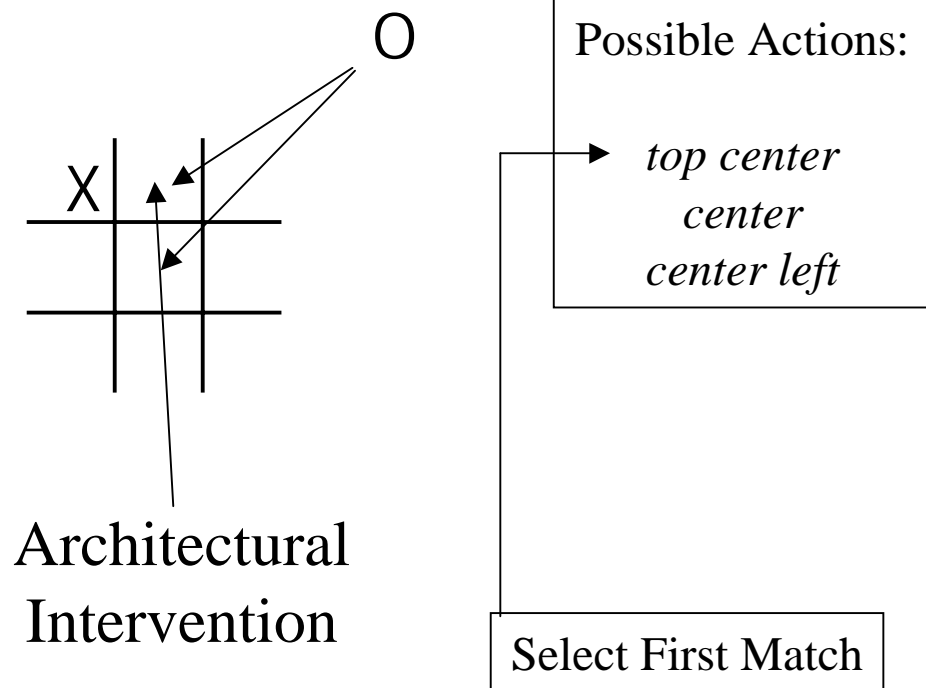 O
X
Architectural
Intervention
Possible Actions:
top center
center
center left
Select First Match